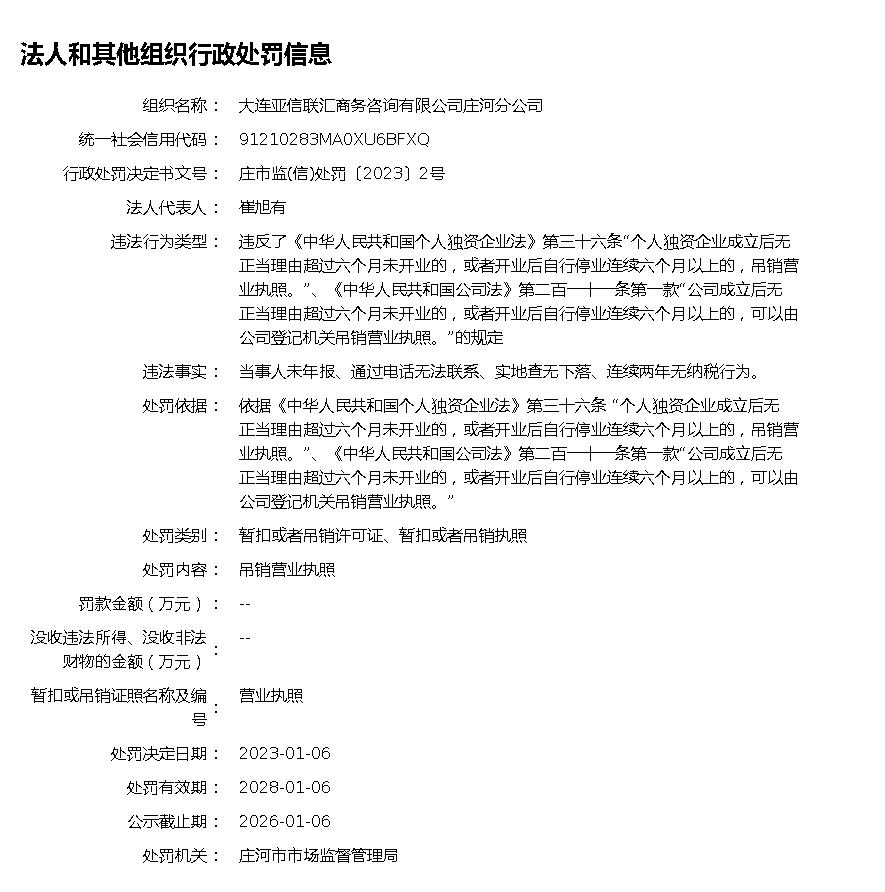 法人和其他组织行政处罚信息
组织名称： 大连亚信联汇商务咨询有限公司庄河分公司
统一社会信用代码： 91210283MA0XU6BFXQ
行政处罚决定书文号： 庄市监(信)处罚〔2023〕2号
法人代表人： 崔旭有
违法行为类型： 违反了《中华人民共和国个人独资企业法》第三十六条“个人独资企业成立后无
正当理由超过六个月未开业的，或者开业后自行停业连续六个月以上的，吊销营
业执照。”、《中华人民共和国公司法》第二百一十一条第一款“公司成立后无
正当理由超过六个月未开业的，或者开业后自行停业连续六个月以上的，可以由
公司登记机关吊销营业执照。”的规定
违法事实： 当事人未年报、通过电话无法联系、实地查无下落、连续两年无纳税行为。
处罚依据： 依据《中华人民共和国个人独资企业法》第三十六条 “个人独资企业成立后无
正当理由超过六个月未开业的，或者开业后自行停业连续六个月以上的，吊销营
业执照。”、《中华人民共和国公司法》第二百一十一条第一款“公司成立后无
正当理由超过六个月未开业的，或者开业后自行停业连续六个月以上的，可以由
公司登记机关吊销营业执照。”
处罚类别： 暂扣或者吊销许可证、暂扣或者吊销执照
处罚内容： 吊销营业执照
罚款金额（万元）： --
没收违法所得、没收非法
财物的金额（万元）： --
暂扣或吊销证照名称及编
号： 营业执照
处罚决定日期： 2023-01-06
处罚有效期： 2028-01-06
公示截止期： 2026-01-06
处罚机关： 庄河市市场监督管理局